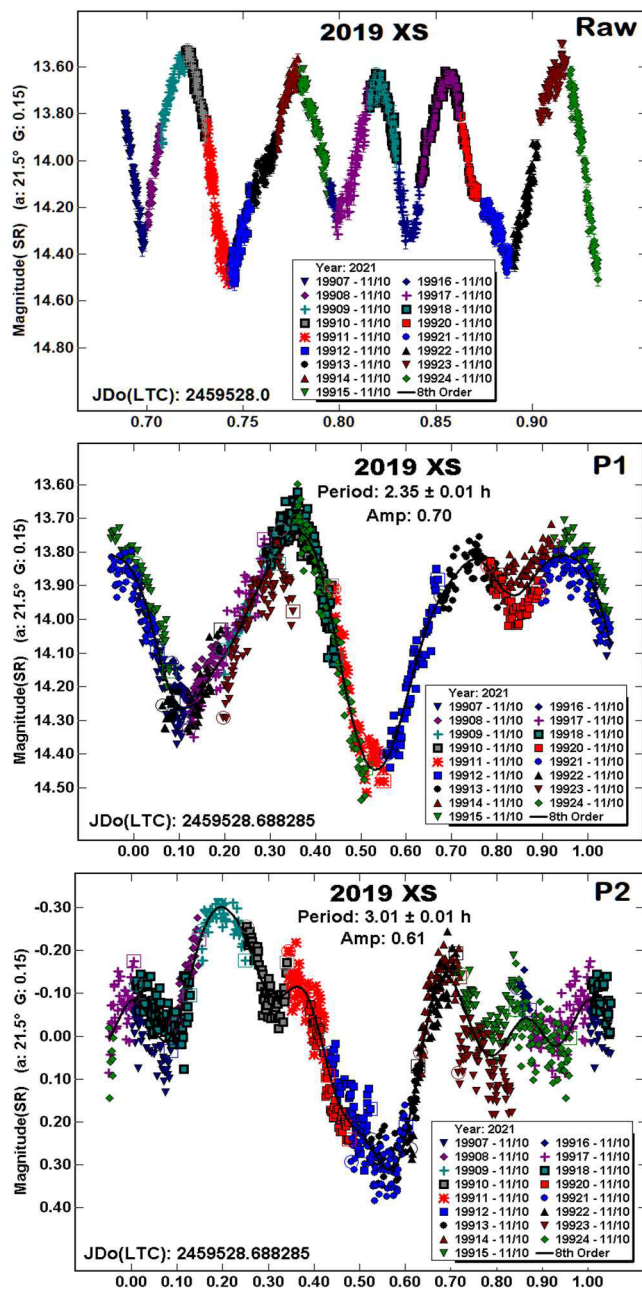 2019 XS
Raw
13.60
13.80
14.00
14.20
14.40
14.60
14.80
Magnitude( SR) (a: 21.5° G: 0.15)
Year: 2021
19907 - 11/10 19916 - 11/10
19908 - 11/10 19917 - 11/10
19909 - 11/10 19918 - 11/10
19910 - 11/10 19920 - 11/10
19911 - 11/10 19921 - 11/10
19912 - 11/10 19922 - 11/10
19913 - 11/10 19923 - 11/10
19914 - 11/10 19924 - 11/10
19915 - 11/10 8th Order
JDo(LTC): 2459528.0
0.70 0.75 0.80 0.85 0.90
2019 XS
P1
Period: 2.35 ± 0.01 h
Amp: 0.70
13.60
13.70
13.80
13.90
14.00
14.10
14.20
14.30
14.40
14.50
Magnitude(SR) (a: 21.5° G: 0.15)
Year: 2021
19907 - 11/10 19916 - 11/10
19908 - 11/10 19917 - 11/10
19909 - 11/10 19918 - 11/10
19910 - 11/10 19920 - 11/10
19911 - 11/10 19921 - 11/10
19912 - 11/10 19922 - 11/10
19913 - 11/10 19923 - 11/10
19914 - 11/10 19924 - 11/10
19915 - 11/10 8th Order
JDo(LTC): 2459528.688285
0.00 0.10 0.20 0.30 0.40 0.50 0.60 0.70 0.80 0.90 1.00
2019 XS
P2
Period: 3.01 ± 0.01 h
Amp: 0.61
-0.30
-0.20
-0.10
0.00
0.10
0.20
0.30
0.40
Magnitude(SR) (a: 21.5° G: 0.15)
Year: 2021
19907 - 11/10 19916 - 11/10
19908 - 11/10 19917 - 11/10
19909 - 11/10 19918 - 11/10
19910 - 11/10 19920 - 11/10
19911 - 11/10 19921 - 11/10
19912 - 11/10 19922 - 11/10
19913 - 11/10 19923 - 11/10
19914 - 11/10 19924 - 11/10
19915 - 11/10 8th Order
JDo(LTC): 2459528.688285
0.00 0.10 0.20 0.30 0.40 0.50 0.60 0.70 0.80 0.90 1.00